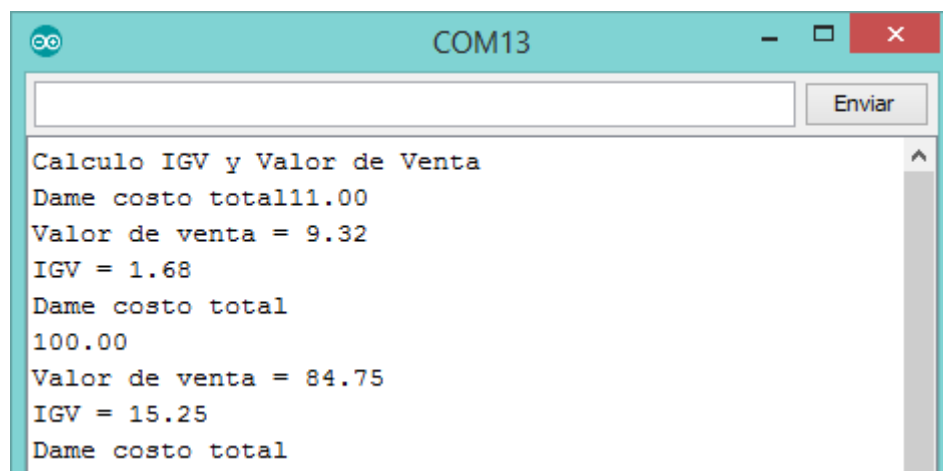 COM13
Enviar
Calculo IGV y Valor de Venta
Dame costo total11.00
Valor de venta = 9.32
IGV = 1.68
Dame costo total
100.00
Valor de venta = 84.75
IGV = 15.25
Dame costo total